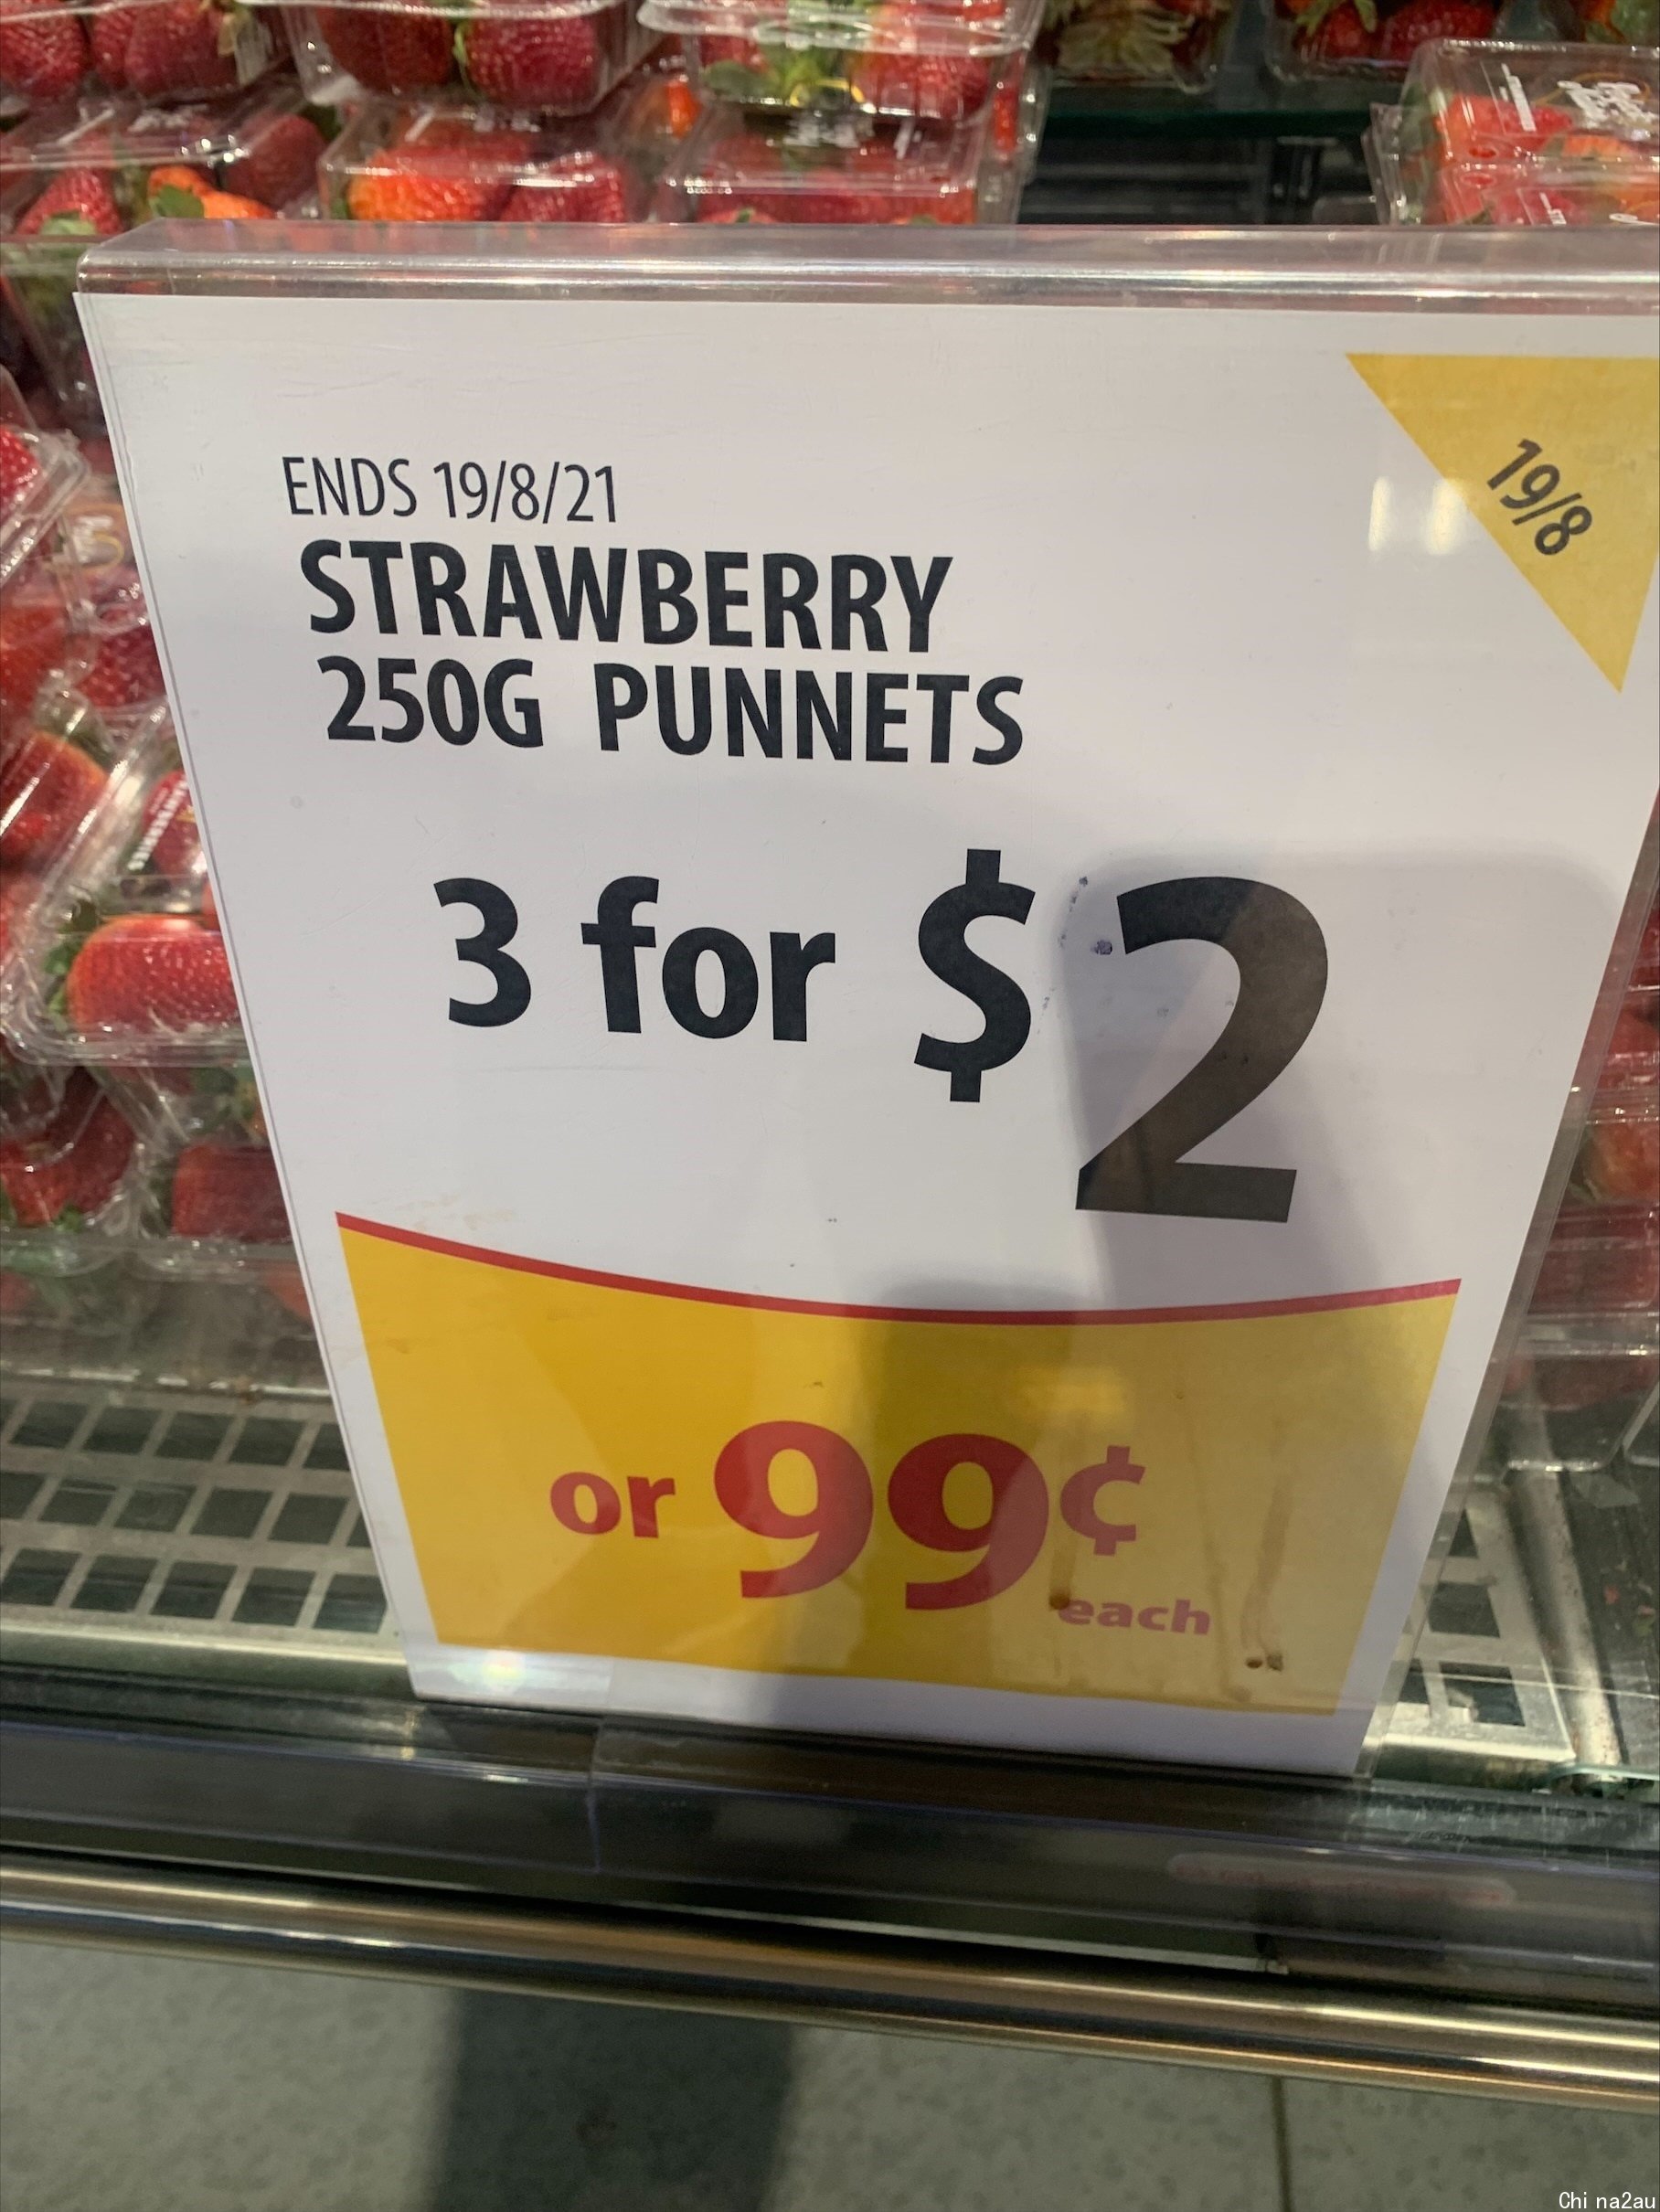 19/8
ENDS 19/8/21
STRAWBERRY
250G PUNNETS
3 for $2
or 99¢
each
Chi na2au